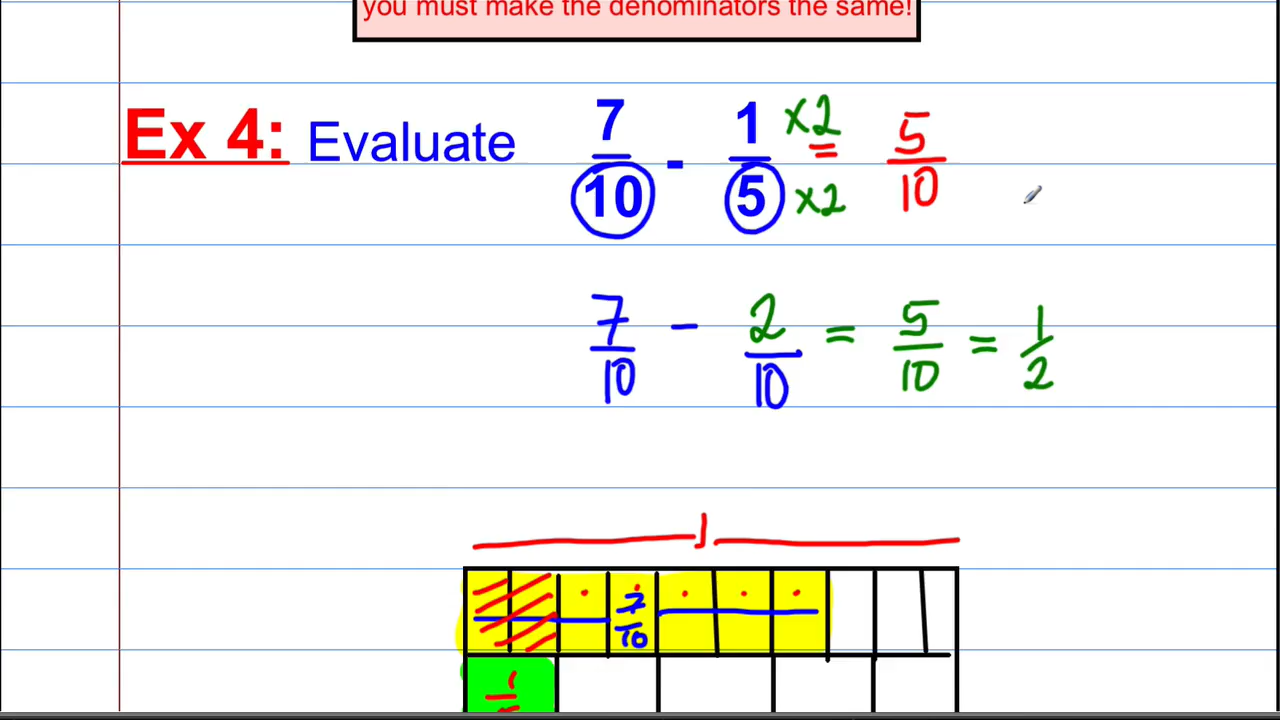 you must make the denominators the same!
Ex 4: Evaluate 7/10 - 1/5 ×2/×2 = 5/10
7/10 - 2/10 = 5/10 = 1/2
1
7/10
1